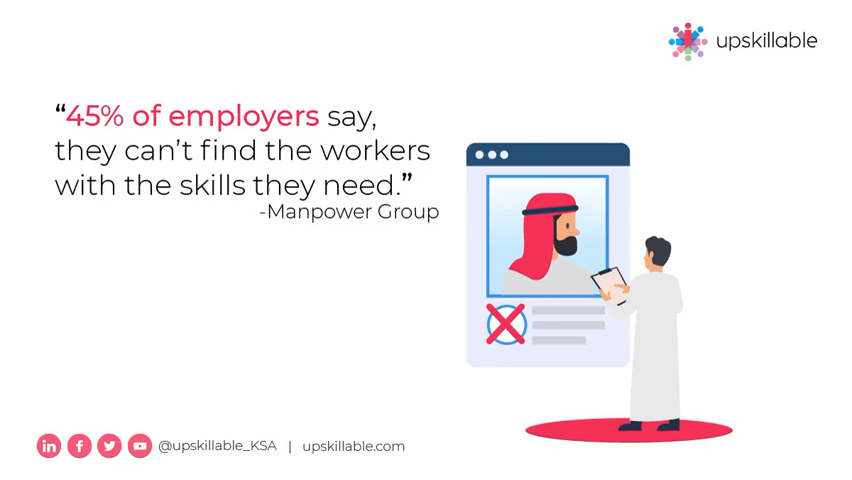 upskillable
“45% of employers say,
they can’t find the workers
with the skills they need.”
-Manpower Group
in f @upskillable_KSA | upskillable.com